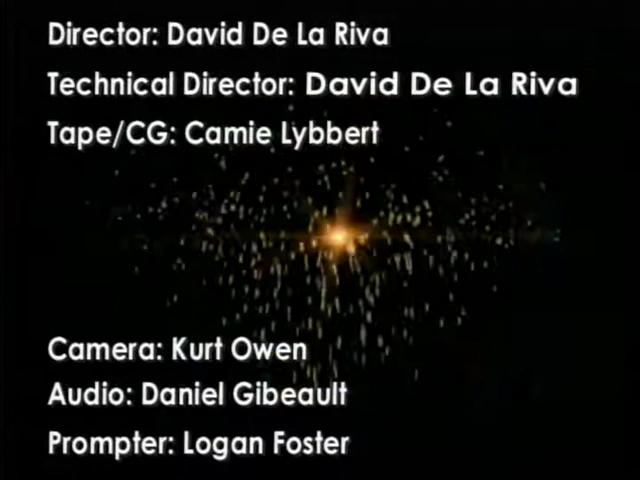 Director: David De La Riva
Technical Director: David De La Riva
Tape/CG: Camie Lybbert
Camera: Kurt Owen
Audio: Daniel Gibeault
Prompter: Logan Foster